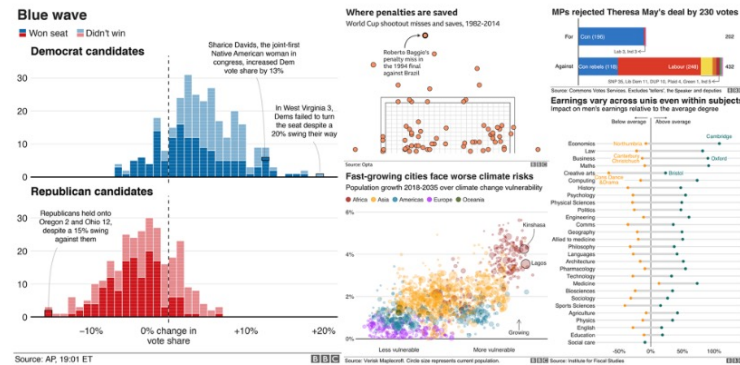 Blue wave
Won seat Didn't win
Democrat candidates
Sharice Davids, the joint-first
Native American woman in
congress, increased Dem
vote share by 13%
In West Virginia 3,
Dems failed to turn
the seat despite a
20% swing their way
30
20
10
0
Republican candidates
Republicans held onto
Oregon 2 and Ohio 12,
despite a 15% swing
against them
30
20
10
0
−10%
0% change in
vote share
+10%
+20%
Source: AP, 19:01 ET
BBC
Where penalties are saved
World Cup shootout misses and saves, 1982-2014
Roberto Baggio's
penalty miss in
the 1994 final
against Brazil
Source: Opta
BBC
Fast-growing cities face worse climate risks
Population growth 2018-2035 over climate change vulnerability
Africa Asia Americas Europe Oceania
6%
4%
2%
0%
Kinshasa
Lagos
Growing
Less vulnerable
More vulnerable
Source: Verisk Maplecroft. Circle size represents current population.
BBC
MPs rejected Theresa May's deal by 230 votes
For
Con (196)
202
Against
Con rebels (118)
Labour (248)
432
Source: Commons Votes Services. Excludes 'tellers', the Speaker and deputies
BBC
Earnings vary across unis even within subjects
Impact on men's earnings relative to the average degree
Below average
Above average
Cambridge
Economics
Law
Business
Oxford
Maths
Creative arts
Bristol
Computing
History
Psychology
Physical Sciences
Politics
Engineering
Comms
Geography
Allied to medicine
Philosophy
Languages
Architecture
Pharmacology
Technology
Medicine
Biosciences
Sociology
Sports Sciences
Agriculture
Physics
English
Education
Social care
-50%
0%
50%
100%
Source: Institute for Fiscal Studies
BBC